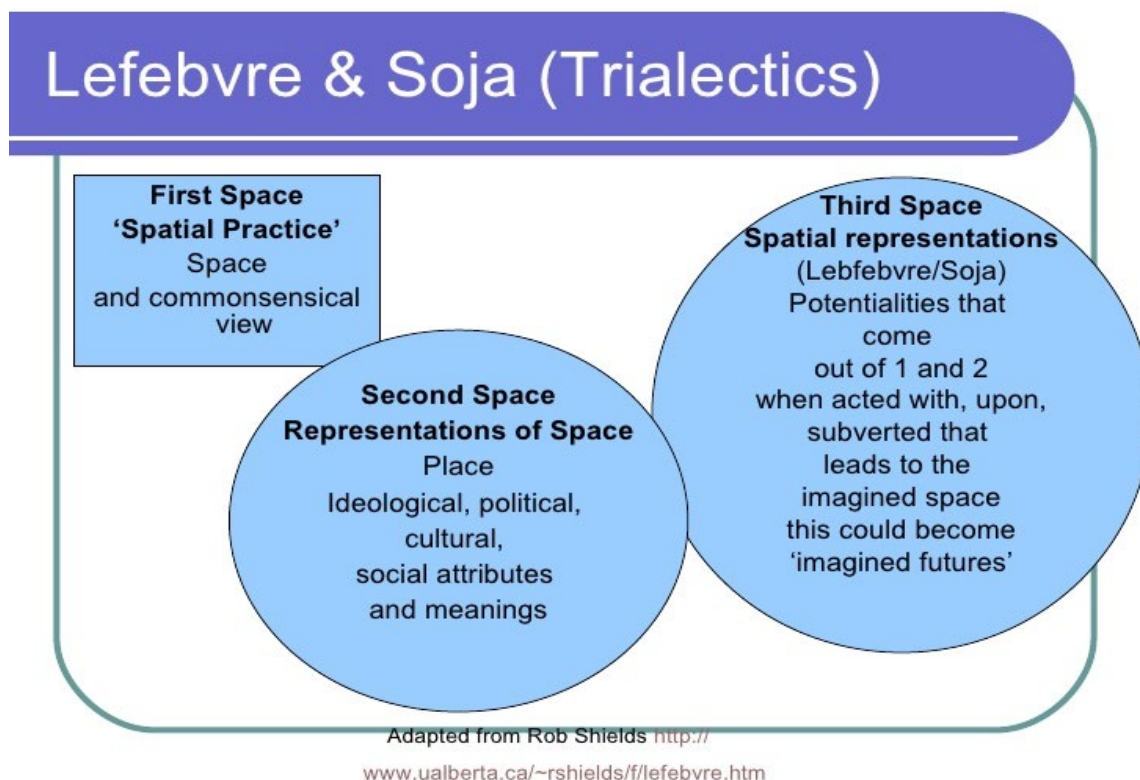 Lefebvre & Soja (Trialectics)
First Space
‘Spatial Practice’
Space
and commonsensical
view
Second Space
Representations of Space
Place
Ideological, political,
cultural,
social attributes
and meanings
Third Space
Spatial representations
(Lebfebvre/Soja)
Potentialities that
come
out of 1 and 2
when acted with, upon,
subverted that
leads to the
imagined space
this could become
‘imagined futures’
Adapted from Rob Shields http://
www.ualberta.ca/~rshields/f/lefebvre.htm